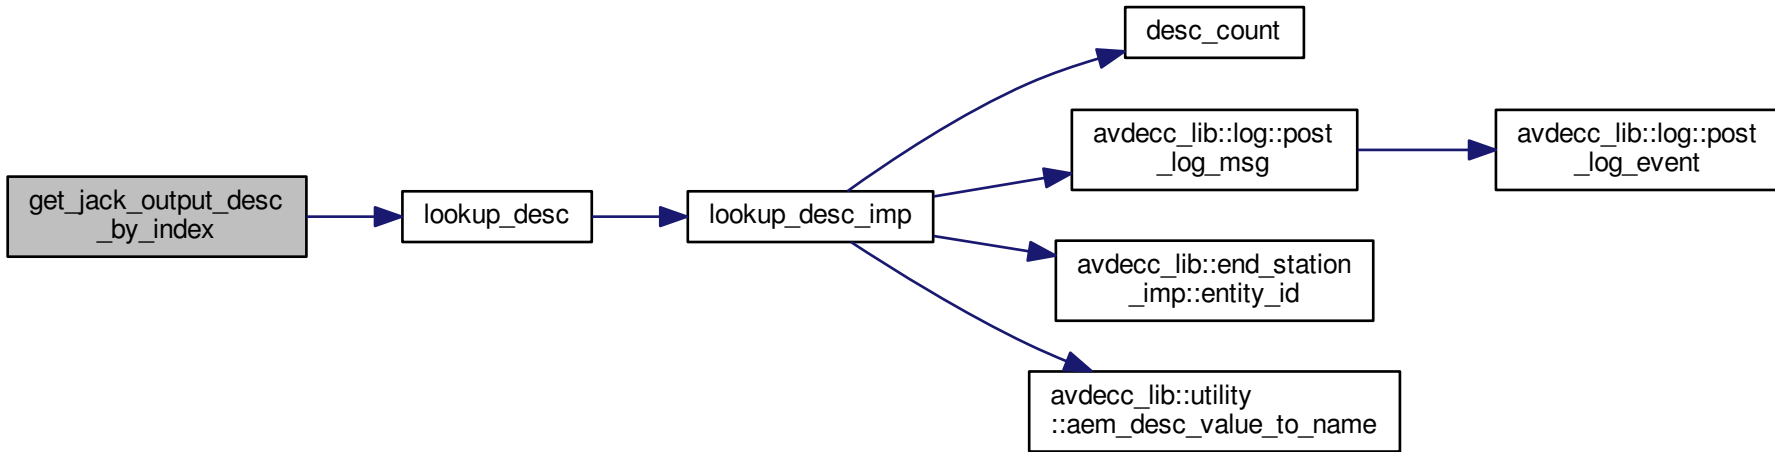 get_jack_output_desc
_by_index
lookup_desc
lookup_desc_imp
desc_count
avdecc_lib::log::post
_log_msg
avdecc_lib::log::post
_log_event
avdecc_lib::end_station
_imp::entity_id
avdecc_lib::utility
::aem_desc_value_to_name